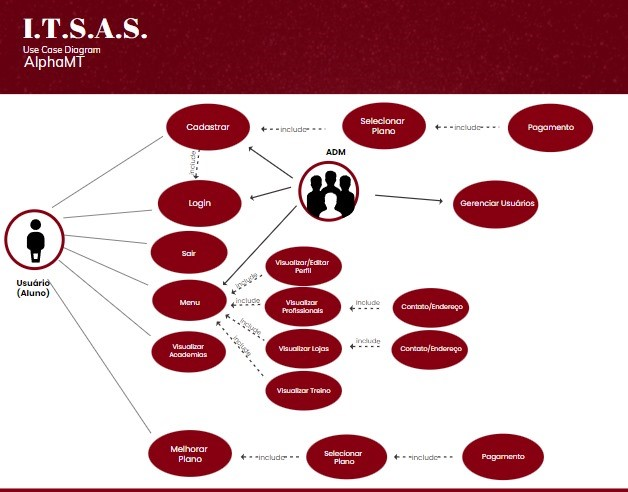 I.T.S.A.S.
Use Case Diagram
AlphaMT
Cadastrar
include
Selecionar
Plano
include
Pagamento
include
ADM
Login
Gerenciar Usuários
Usuário
(Aluno)
Sair
Visualizar/Editar
Perfil
include
Menu
include
Visualizar
Profissionais
include
Contato/Endereço
include
Visualizar
Academias
include
Visualizar Lojas
include
Contato/Endereço
Visualizar Treino
Melhorar
Plano
include
Selecionar
Plano
include
Pagamento